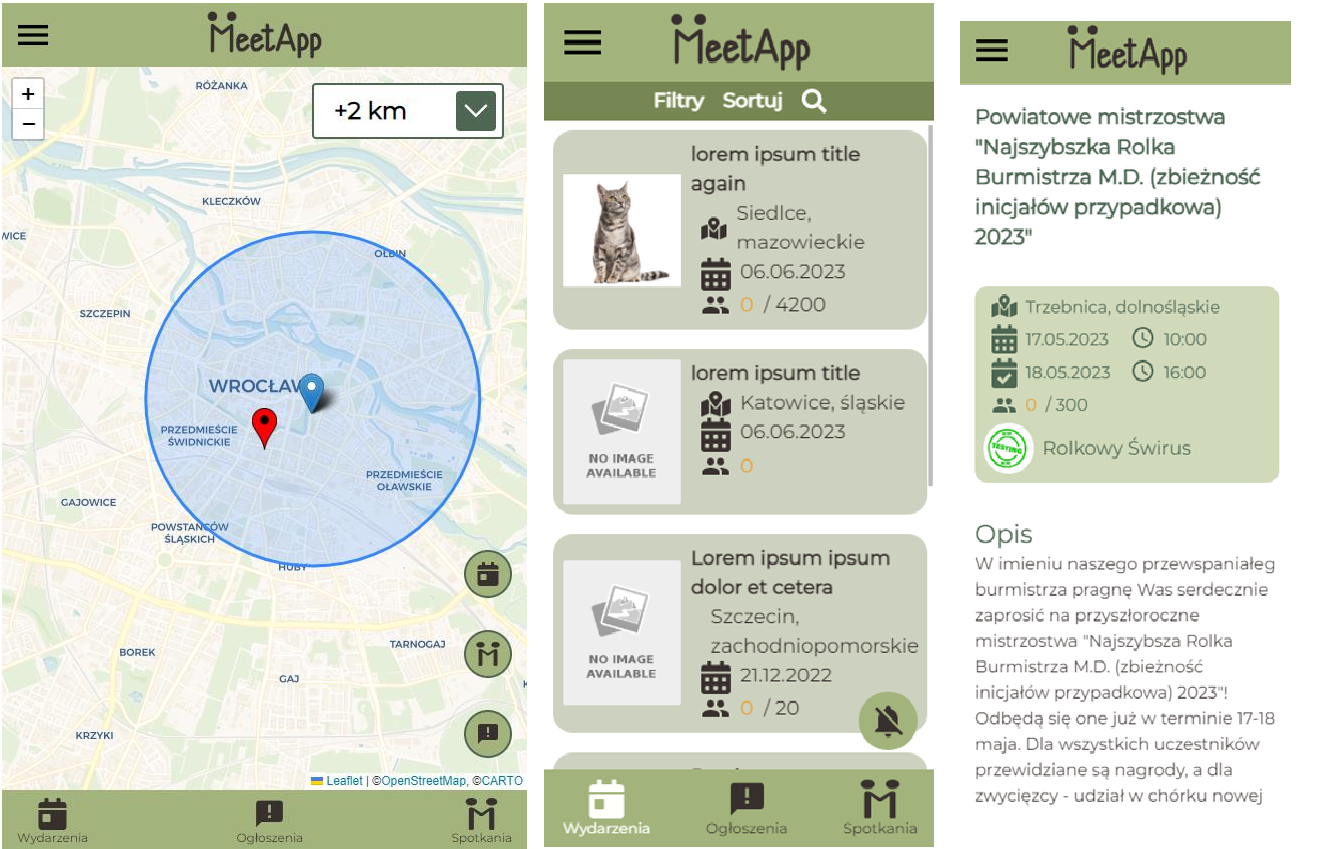 MeetApp
+
−
+2 km
RÓŻANKA
KLECZKÓW
WICE
OŁBIN
SZCZEPIN
WROCŁAW
PRZEDMIEŚCIE
ŚWIDNICKIE
PRZEDMIEŚCIE
OŁAWSKIE
GAJOWICE
POWSTAŃCÓW
ŚLĄSKICH
HUBY
TARNOGAJ
BOREK
GAJ
KRZYKI
Leaflet | ©OpenStreetMap, ©CARTO
Wydarzenia
Ogłoszenia
Spotkania
MeetApp
Filtry Sortuj
lorem ipsum title
again
Siedlce,
mazowieckie
06.06.2023
0 / 4200
NO IMAGE
AVAILABLE
lorem ipsum title
Katowice, śląskie
06.06.2023
0
NO IMAGE
AVAILABLE
Lorem ipsum ipsum
dolor et cetera
Szczecin,
zachodniopomorskie
21.12.2022
0 / 20
Wydarzenia
Ogłoszenia
Spotkania
MeetApp
Powiatowe mistrzostwa
"Najszybszka Rolka
Burmistrza M.D. (zbieżność
inicjałów przypadkowa)
2023"
Trzebnica, dolnośląskie
17.05.2023 10:00
18.05.2023 16:00
0 / 300
TESTING
Rolkowy Świrus
Opis
W imieniu naszego przewspaniałeg
burmistrza pragnę Was serdecznie
zaprosić na przyszłoroczne
mistrzostwa "Najszybsza Rolka
Burmistrza M.D. (zbieżność
inicjałów przypadkowa) 2023"!
Odbędą się one już w terminie 17-18
maja. Dla wszystkich uczestników
przewidziane są nagrody, a dla
zwycięzcy - udział w chórku nowej